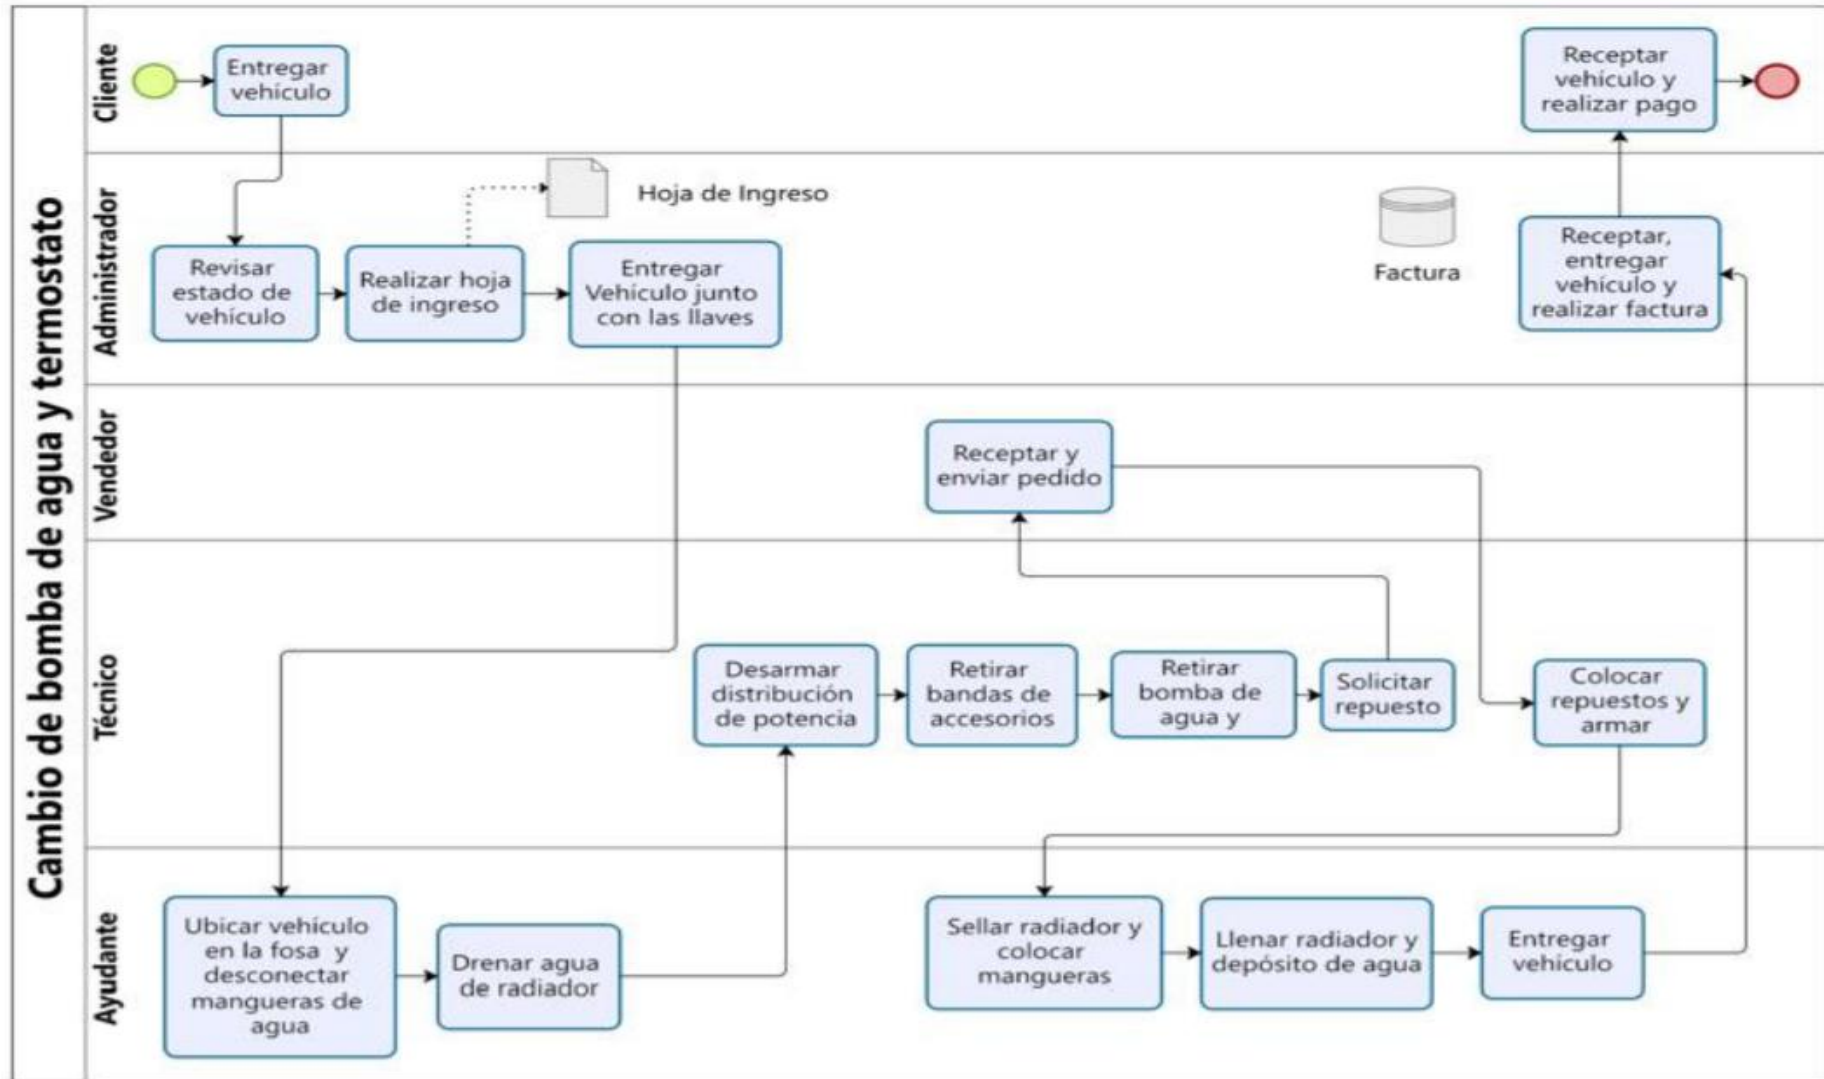 Cambio de bomba de agua y termostato
Cliente
Entregar
vehículo
Receptar
vehículo y
realizar pago
Administrador
Hoja de Ingreso
Revisar
estado de
vehículo
Realizar hoja
de ingreso
Entregar
Vehículo junto
con las llaves
Factura
Receptar,
entregar
vehículo y
realizar factura
Vendedor
Receptar y
enviar pedido
Técnico
Desarmar
distribución
de potencia
Retirar
bandas de
accesorios
Retirar
bomba de
agua y
Solicitar
repuesto
Colocar
repuestos y
armar
Ayudante
Ubicar vehículo
en la fosa y
desconectar
mangueras de
agua
Drenar agua
de radiador
Sellar radiador y
colocar
mangueras
Llenar radiador y
depósito de agua
Entregar
vehículo